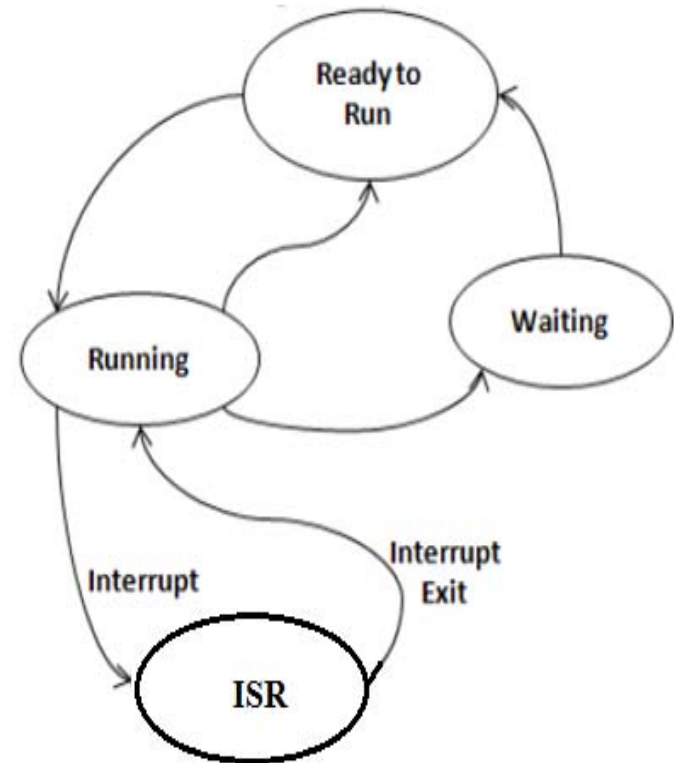 Ready to
Run
Waiting
Running
Interrupt
Interrupt
Exit
ISR